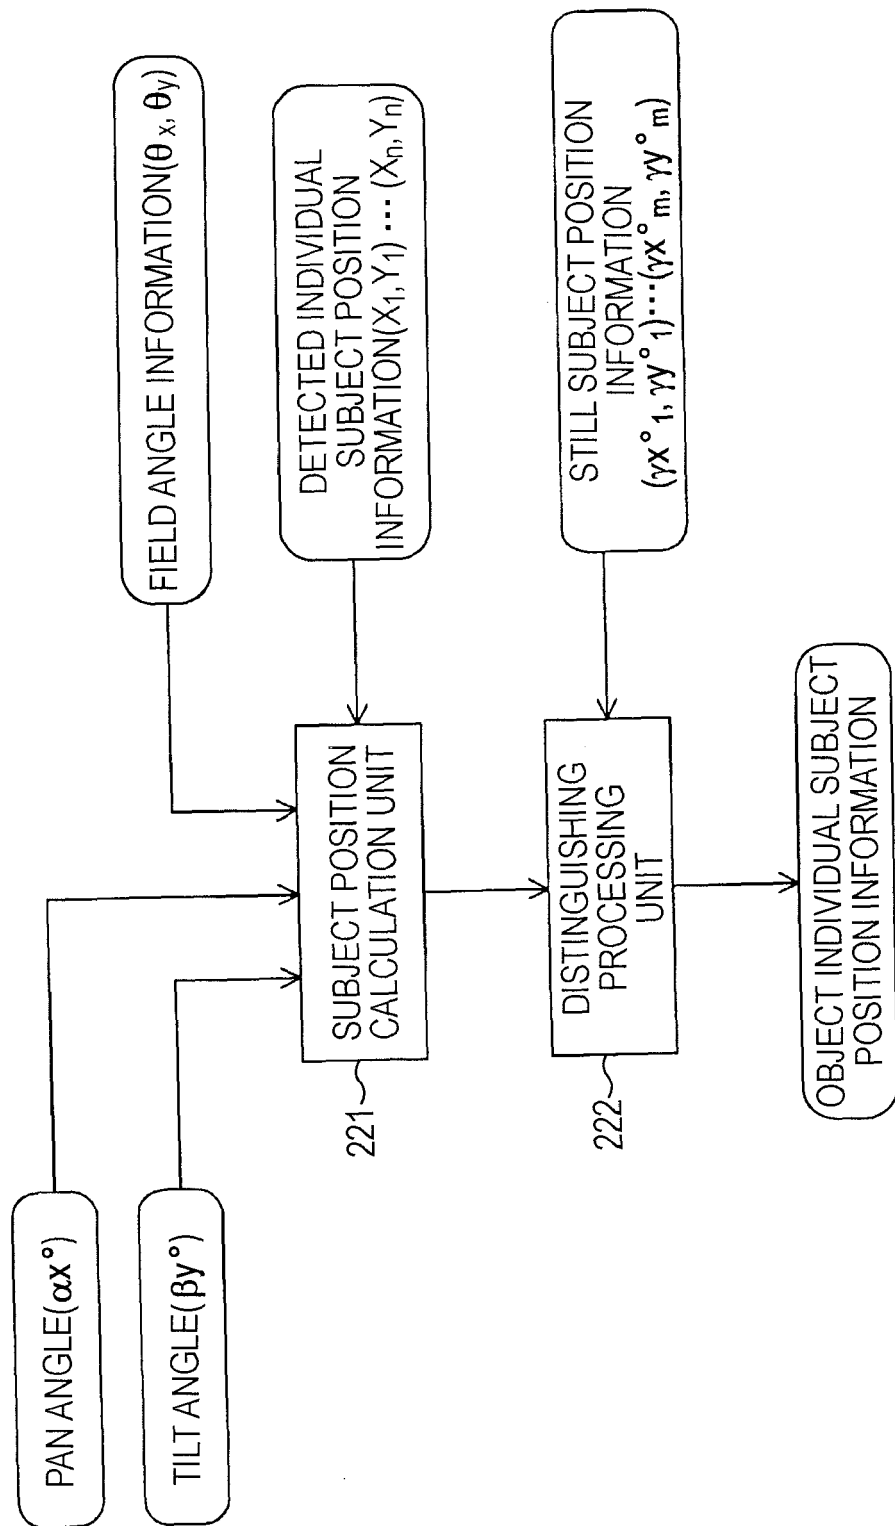 PAN ANGLE(αx°)
TILT ANGLE(βy°)
FIELD ANGLE INFORMATION(θx, θy)
221
SUBJECT POSITION
CALCULATION UNIT
DETECTED INDIVIDUAL
SUBJECT POSITION
INFORMATION(X1,Y1) ··· (Xn,Yn)
222
DISTINGUISHING
PROCESSING
UNIT
STILL SUBJECT POSITION
INFORMATION
(γx°1, γy°1)···(γx°m, γy°m)
OBJECT INDIVIDUAL SUBJECT
POSITION INFORMATION